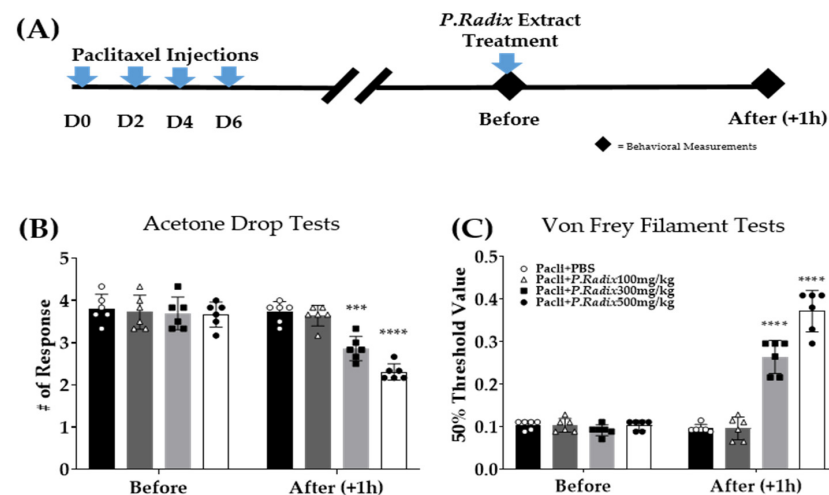 (A)
P.Radix Extract
Treatment
Paclitaxel Injections
D0 D2 D4 D6
Before After (+1h)
= Behavioral Measurements
(B) Acetone Drop Tests
# of Response
5
4
3
2
1
0
*** ****
Before After (+1h)
(C) Von Frey Filament Tests
50% Threshold Value
0.5
0.4
0.3
0.2
0.1
0.0
Pacli+PBS
Pacli+P.Radix100mg/kg
Pacli+P.Radix300mg/kg
Pacli+P.Radix500mg/kg
**** ****
Before After (+1h)